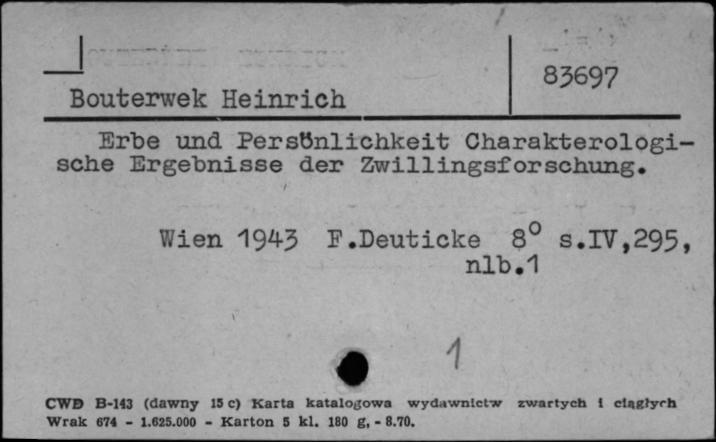 83697
Bouterwek Heinrich
Erbe und Persönlichkeit Charakterologi-
sche Ergebnisse der Zwillingsforschung.
Wien 1943 F.Deuticke 8° s.IV,295,
nlb.1
1
CWD B-143 (dawny 15 c) Karta katalogowa wydawnictw zwartych i ciągłych
Wrak 674 - 1.625.000 - Karton 5 kl. 180 g, - 8.70.